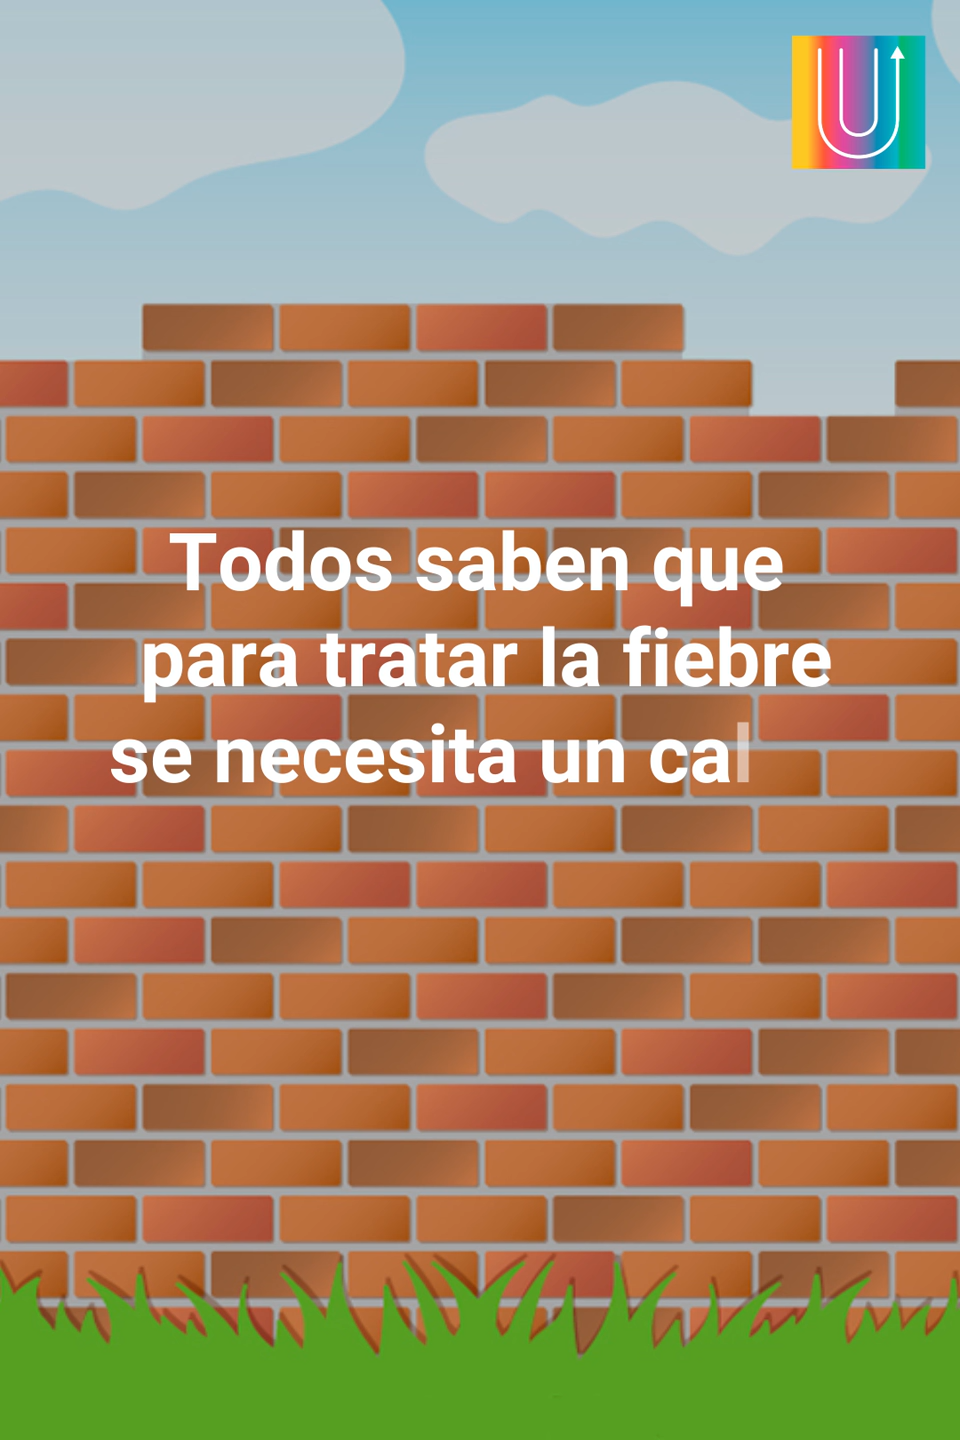 Todos saben que
para tratar la fiebre
se necesita un cal
U